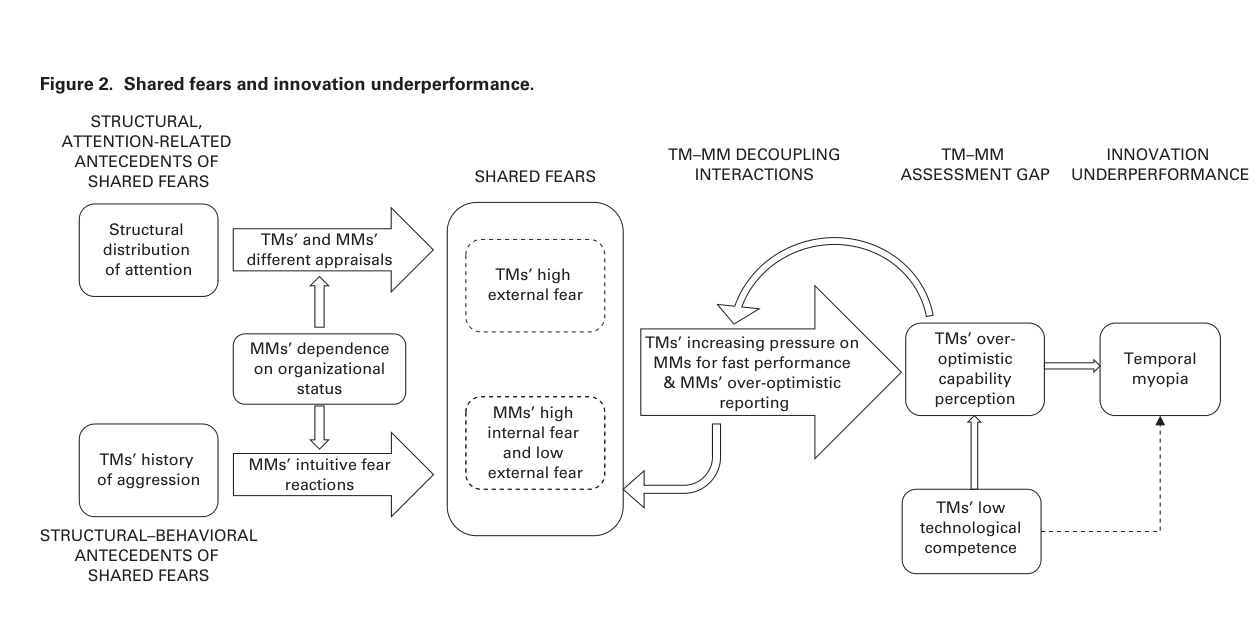 Figure 2. Shared fears and innovation underperformance.
STRUCTURAL,
ATTENTION-RELATED
ANTECEDENTS OF
SHARED FEARS
Structural
distribution
of attention
TMs’ and MMs’
different appraisals
MMs’ dependence
on organizational
status
TMs’ history
of aggression
MMs’ intuitive fear
reactions
STRUCTURAL–BEHAVIORAL
ANTECEDENTS OF
SHARED FEARS
SHARED FEARS
TMs’ high
external fear
MMs’ high
internal fear
and low
external fear
TM–MM DECOUPLING
INTERACTIONS
TMs’ increasing pressure on
MMs for fast performance
& MMs’ over-optimistic
reporting
TM–MM
ASSESSMENT GAP
TMs’ over-
optimistic
capability
perception
TMs’ low
technological
competence
INNOVATION
UNDERPERFORMANCE
Temporal
myopia